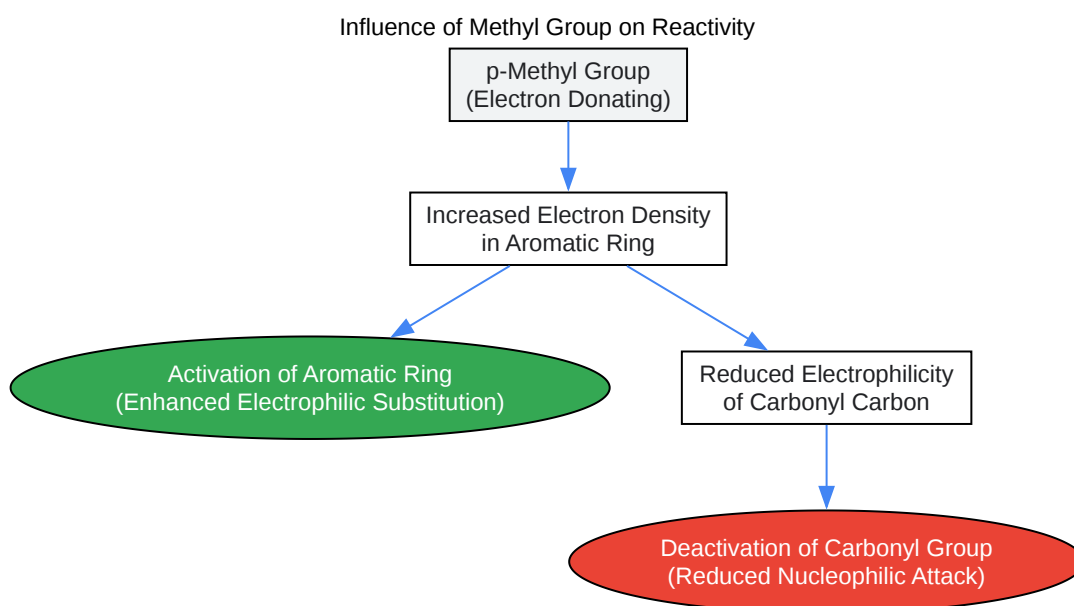 Influence of Methyl Group on Reactivity
p-Methyl Group
(Electron Donating)
Increased Electron Density
in Aromatic Ring
Activation of Aromatic Ring
(Enhanced Electrophilic Substitution)
Reduced Electrophilicity
of Carbonyl Carbon
Deactivation of Carbonyl Group
(Reduced Nucleophilic Attack)